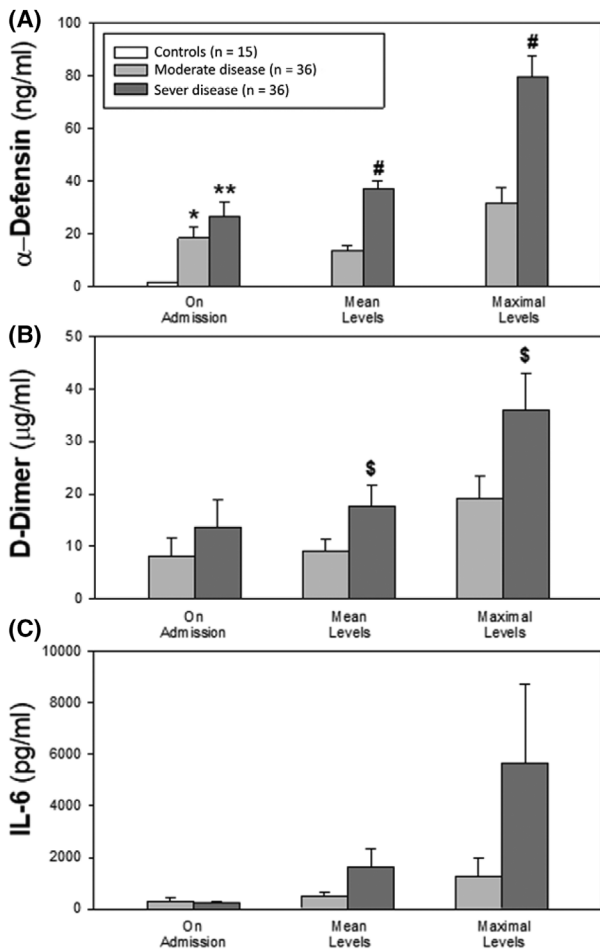 (A)
α–Defensin (ng/ml)
100
80
60
40
20
0
Controls (n = 15)
Moderate disease (n = 36)
Sever disease (n = 36)
* ** # #
On Admission
Mean Levels
Maximal Levels
(B)
D-Dimer (μg/ml)
50
40
30
20
10
0
$ $
On Admission
Mean Levels
Maximal Levels
(C)
IL-6 (pg/ml)
10000
8000
6000
4000
2000
0
On Admission
Mean Levels
Maximal Levels